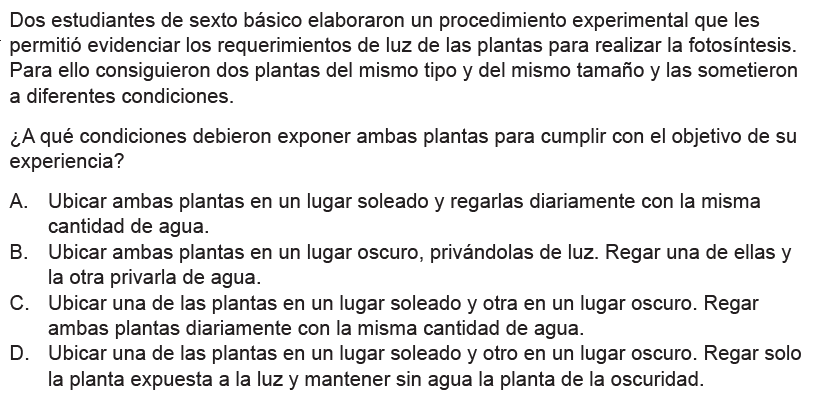 Dos estudiantes de sexto básico elaboraron un procedimiento experimental que les
permitió evidenciar los requerimientos de luz de las plantas para realizar la fotosíntesis.
Para ello consiguieron dos plantas del mismo tipo y del mismo tamaño y las sometieron
a diferentes condiciones.
¿A qué condiciones debieron exponer ambas plantas para cumplir con el objetivo de su
experiencia?
A. Ubicar ambas plantas en un lugar soleado y regarlas diariamente con la misma
cantidad de agua.
B. Ubicar ambas plantas en un lugar oscuro, privándolas de luz. Regar una de ellas y
la otra privarla de agua.
C. Ubicar una de las plantas en un lugar soleado y otra en un lugar oscuro. Regar
ambas plantas diariamente con la misma cantidad de agua.
D. Ubicar una de las plantas en un lugar soleado y otro en un lugar oscuro. Regar solo
la planta expuesta a la luz y mantener sin agua la planta de la oscuridad.